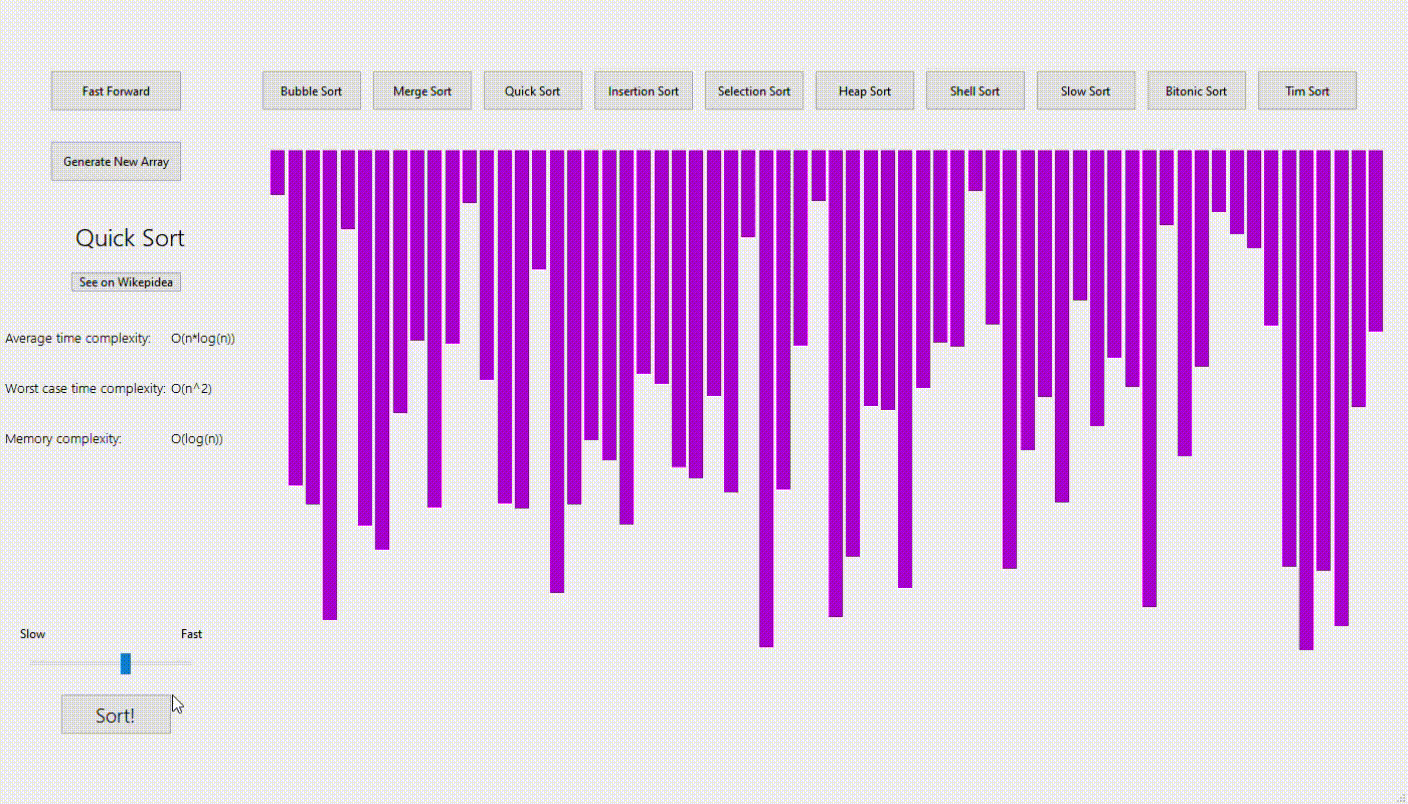 Fast Forward
Bubble Sort
Merge Sort
Quick Sort
Insertion Sort
Selection Sort
Heap Sort
Shell Sort
Slow Sort
Bitonic Sort
Tim Sort
Generate New Array
Quick Sort
See on Wikepidea
Average time complexity: O(n*log(n))
Worst case time complexity: O(n^2)
Memory complexity: O(log(n))
Slow Fast
Sort!